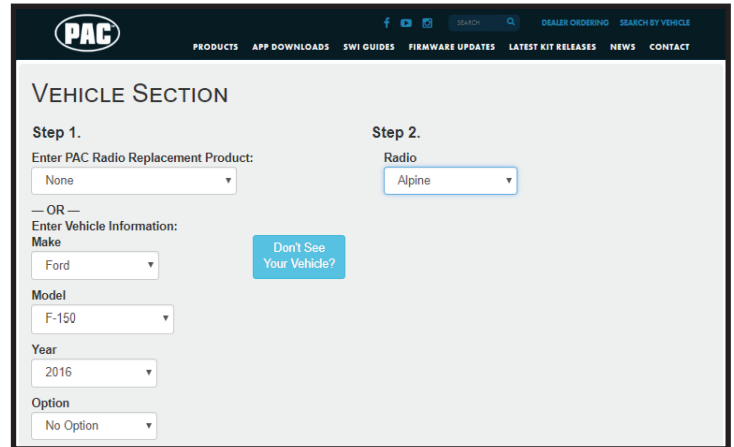 PAC
SEARCH
DEALER ORDERING SEARCH BY VEHICLE
PRODUCTS APP DOWNLOADS SWI GUIDES FIRMWARE UPDATES LATEST KIT RELEASES NEWS CONTACT
VEHICLE SECTION
Step 1.
Enter PAC Radio Replacement Product:
None
— OR —
Enter Vehicle Information:
Make
Ford
Don't See
Your Vehicle?
Model
F-150
Year
2016
Option
No Option
Step 2.
Radio
Alpine